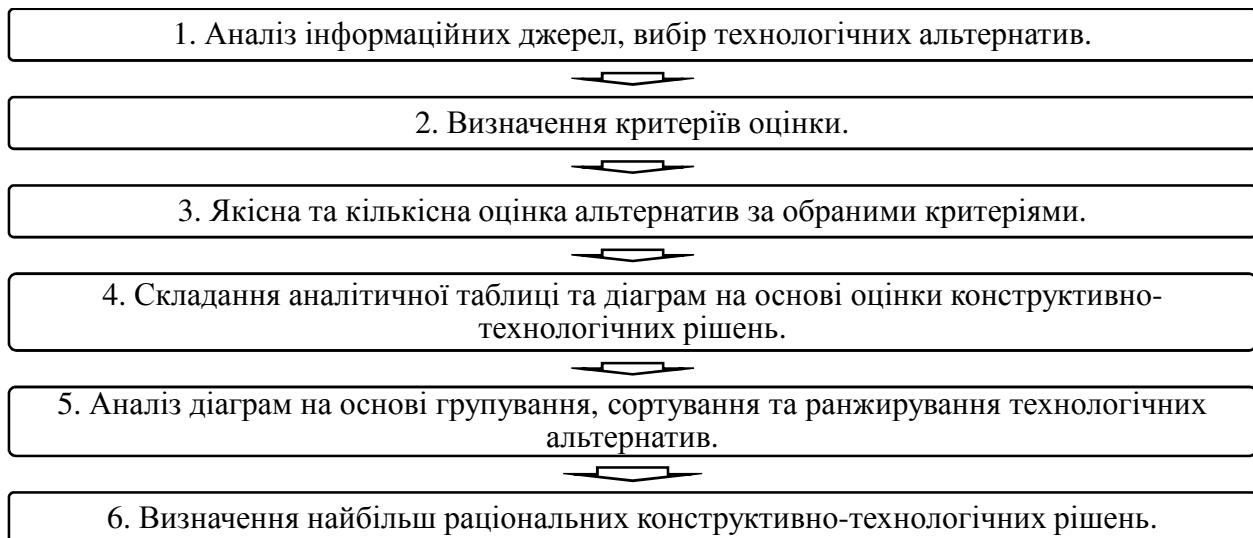 1. Аналіз інформаційних джерел, вибір технологічних альтернатив.
2. Визначення критеріїв оцінки.
3. Якісна та кількісна оцінка альтернатив за обраними критеріями.
4. Складання аналітичної таблиці та діаграм на основі оцінки конструктивно-
технологічних рішень.
5. Аналіз діаграм на основі групування, сортування та ранжирування технологічних
альтернатив.
6. Визначення найбільш раціональних конструктивно-технологічних рішень.